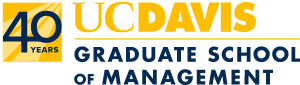 40
YEARS
UCDAVIS
GRADUATE SCHOOL
OF MANAGEMENT